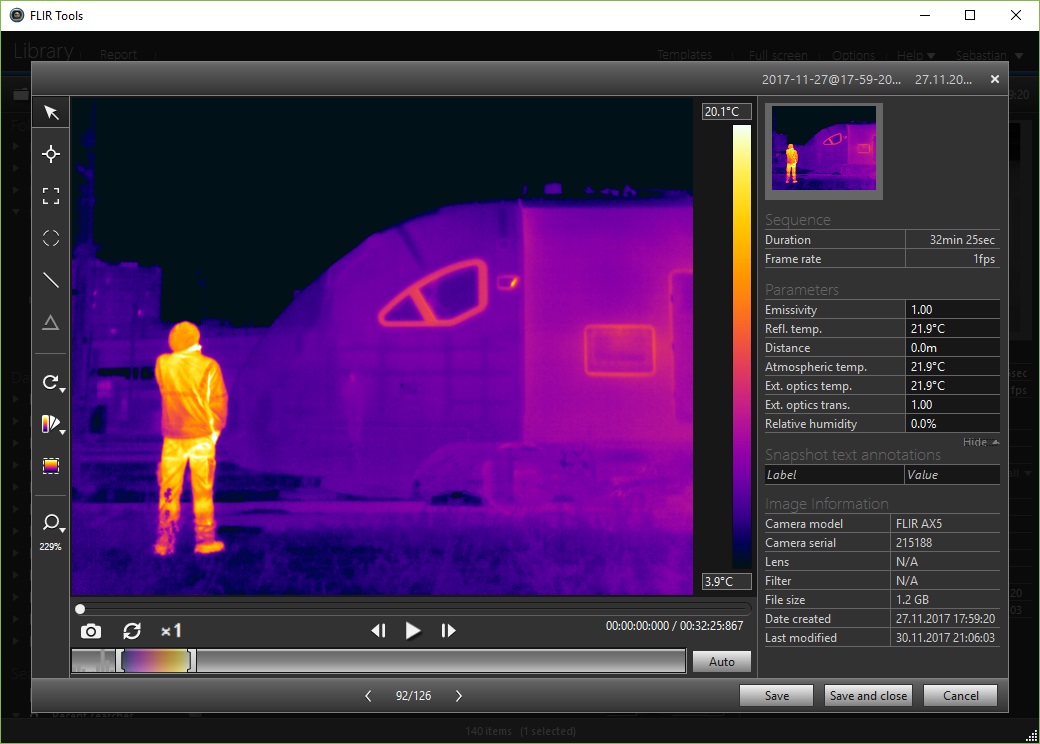 FLIR Tools
Library Report Templates Full screen Options Help Sebastian
2017-11-27@17-59-20... 27.11.20...
20.1°C
Sequence
Duration 32min 25sec
Frame rate 1fps
Parameters
Emissivity 1.00
Refl. temp. 21.9°C
Distance 0.0m
Atmospheric temp. 21.9°C
Ext. optics temp. 21.9°C
Ext. optics trans. 1.00
Relative humidity 0.0%
Hide
Snapshot text annotations
Label Value
Image Information
Camera model FLIR AX5
Camera serial 215188
Lens N/A
Filter N/A
File size 1.2 GB
Date created 27.11.2017 17:59:20
Last modified 30.11.2017 21:06:03
229%
3.9°C
×1
00:00:00:000 / 00:32:25:867
Auto
92/126
Save Save and close Cancel
Recent searches
140 items (1 selected)